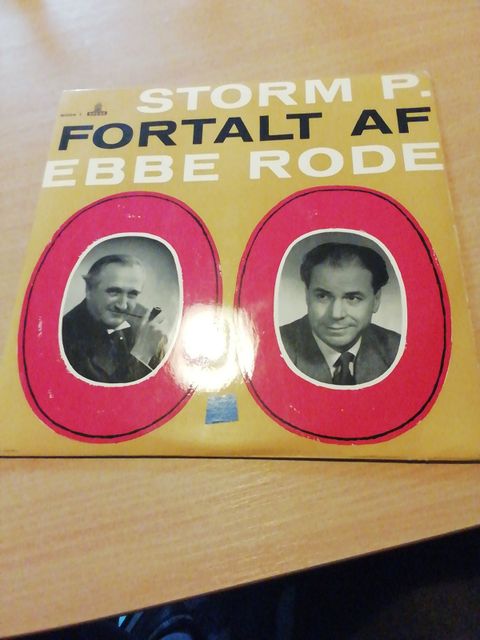 STORM P.
FORTALT AF
EBBE RODE